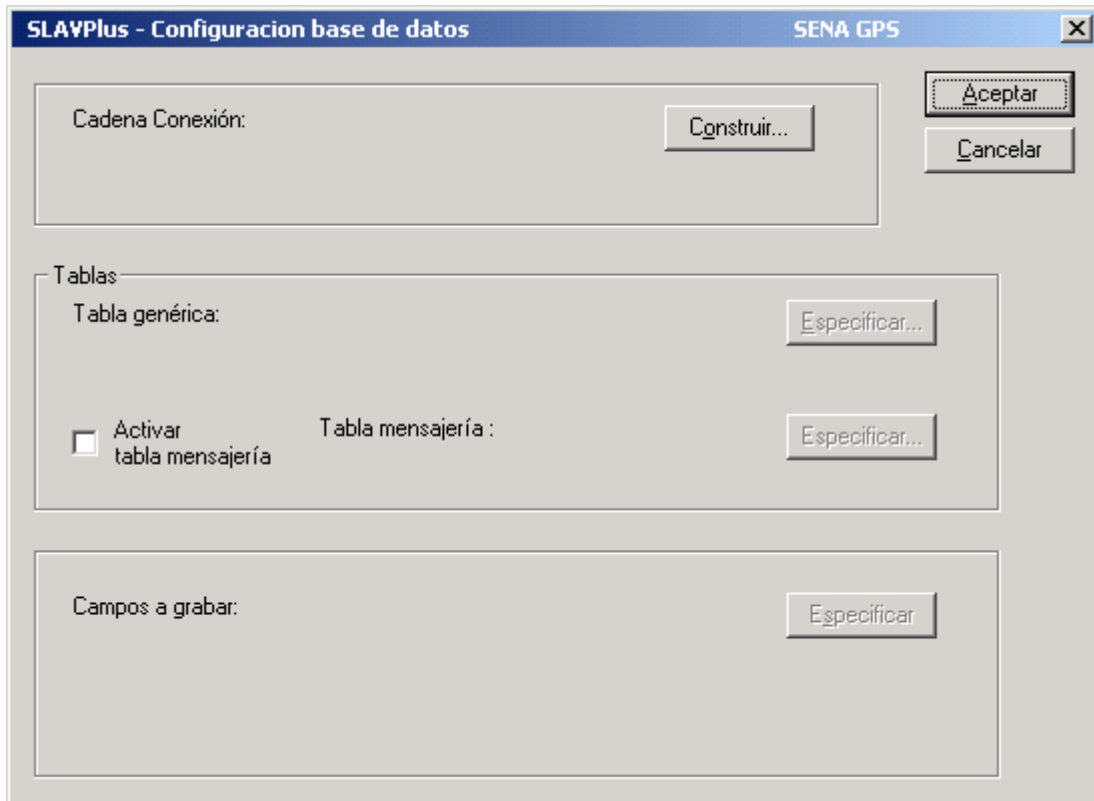 SLAVPlus - Configuracion base de datos SENA GPS
Aceptar
Cadena Conexión: Construir...
Cancelar
Tablas
Tabla genérica: Especificar...
Activar
tabla mensajería
Tabla mensajería : Especificar...
Campos a grabar: Especificar